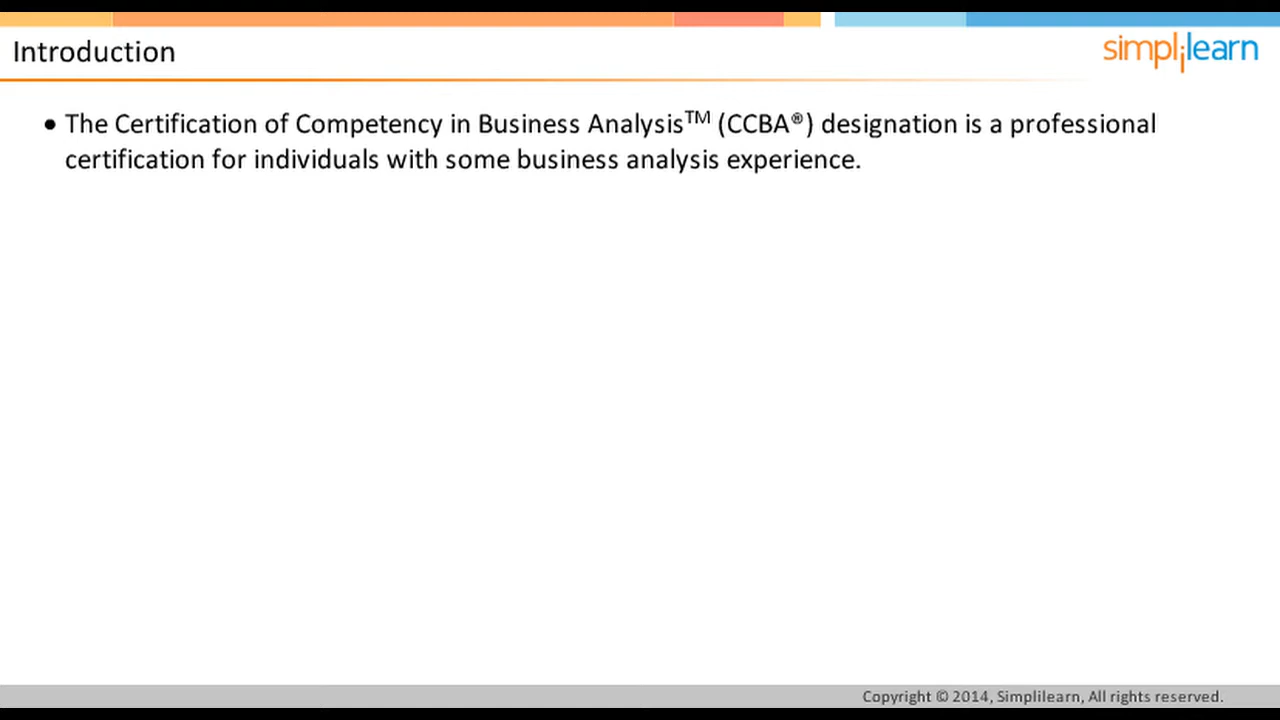 Introduction
simplilearn
• The Certification of Competency in Business Analysis™ (CCBA®) designation is a professional
certification for individuals with some business analysis experience.
Copyright © 2014, Simplilearn, All rights reserved.